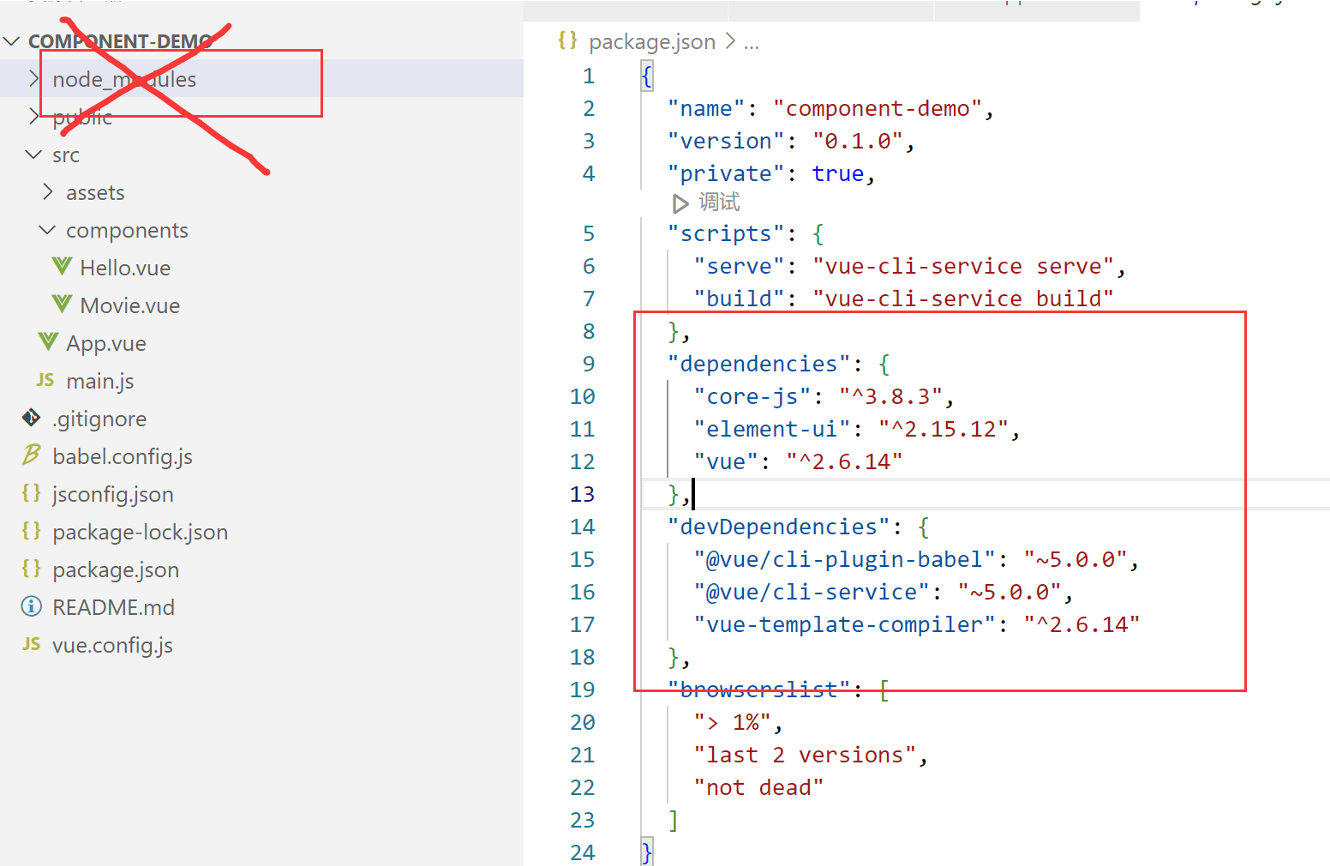 COMPONENT-DEMO
node_modules
public
src
assets
components
Hello.vue
Movie.vue
App.vue
JS main.js
.gitignore
babel.config.js
{} jsconfig.json
{} package-lock.json
{} package.json
README.md
JS vue.config.js
{} package.json > ...
1 {
2 "name": "component-demo",
3 "version": "0.1.0",
4 "private": true,
调试
5 "scripts": {
6 "serve": "vue-cli-service serve",
7 "build": "vue-cli-service build"
8 },
9 "dependencies": {
10 "core-js": "^3.8.3",
11 "element-ui": "^2.15.12",
12 "vue": "^2.6.14"
13 },
14 "devDependencies": {
15 "@vue/cli-plugin-babel": "~5.0.0",
16 "@vue/cli-service": "~5.0.0",
17 "vue-template-compiler": "^2.6.14"
18 },
19 "browserslist": [
20 "> 1%",
21 "last 2 versions",
22 "not dead"
23 ]
24 }